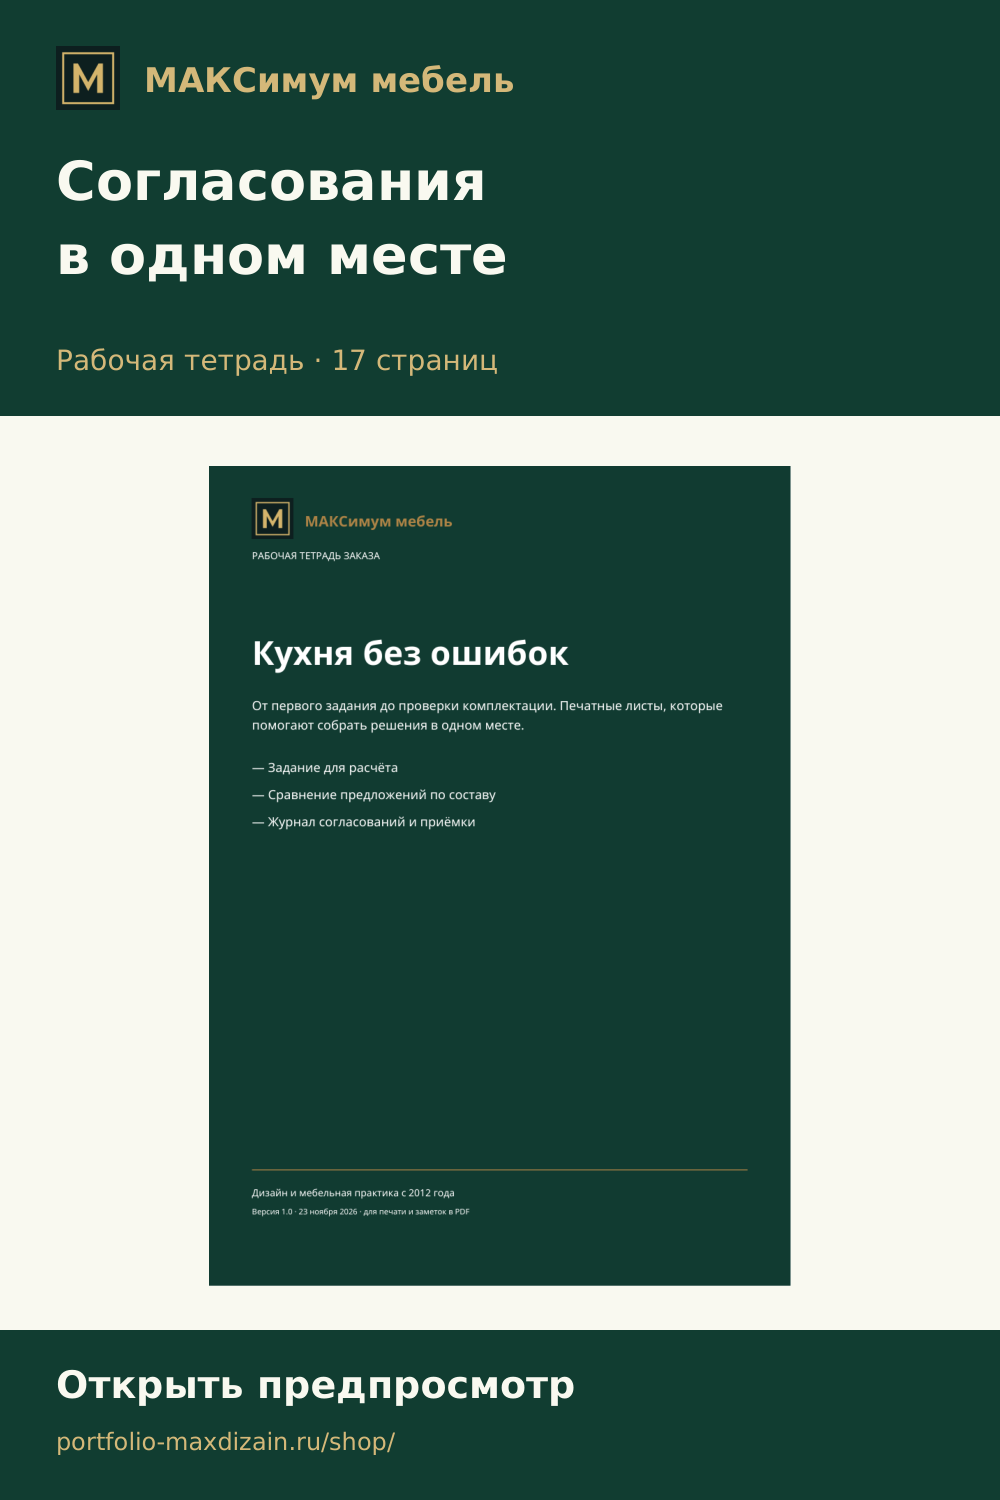 M
МАКСимум мебель
Согласования
в одном месте
Рабочая тетрадь · 17 страниц
M
МАКСимум мебель
РАБОЧАЯ ТЕТРАДЬ ЗАКАЗА
Кухня без ошибок
От первого задания до проверки комплектации. Печатные листы, которые
помогают собрать решения в одном месте.
— Задание для расчёта
— Сравнение предложений по составу
— Журнал согласований и приёмки
Дизайн и мебельная практика с 2012 года
Версия 1.0 · 23 ноября 2026 · для печати и заметок в PDF
Открыть предпросмотр
portfolio-maxdizain.ru/shop/